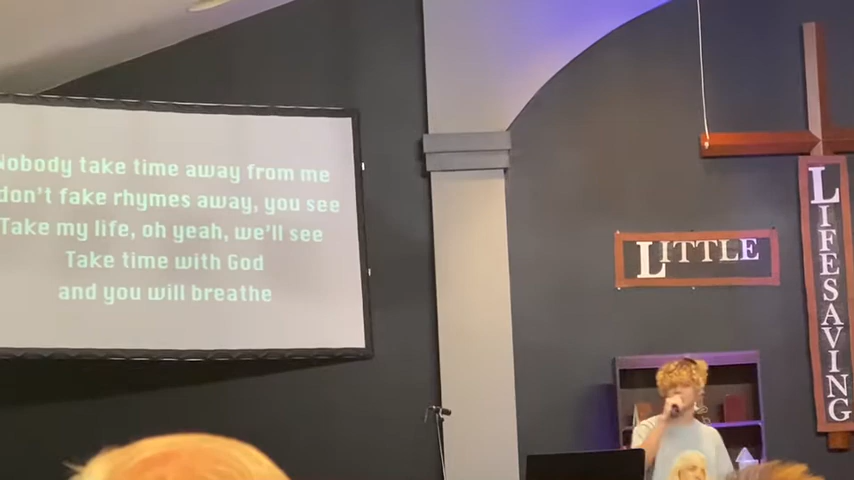 Nobody take time away from me
don't fake rhymes away, you see
Take my life, oh yeah, we'll see
Take time with God
and you will breathe
LITTLE
LIFESAVING